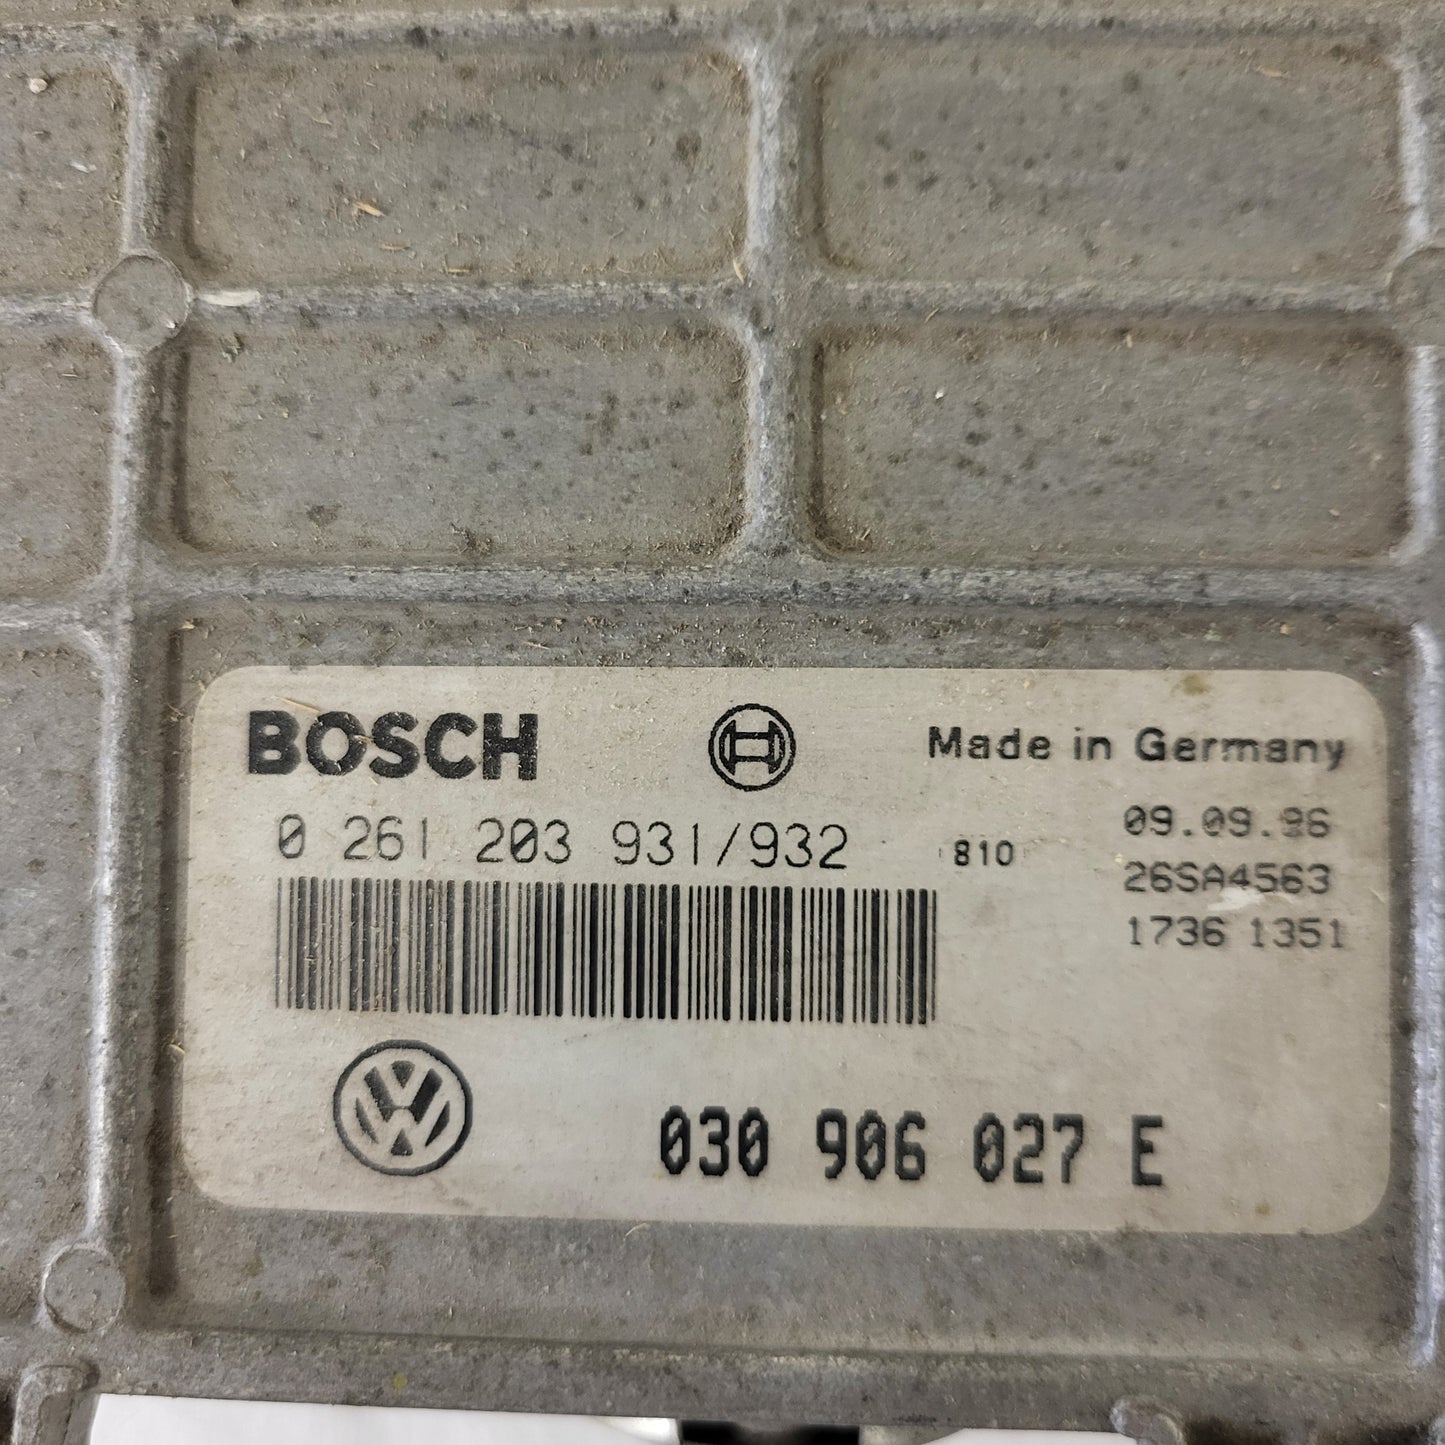 BOSCH
Made in Germany
0 261 203 931/932
810
09.09.96
26SA4563
1736 1351
030 906 027 E